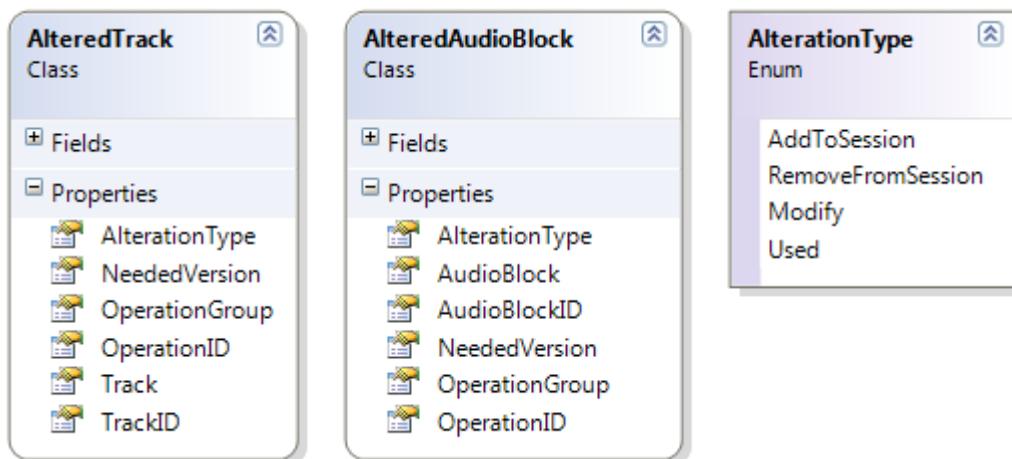 AlteredTrack
Class
Fields
Properties
AlterationType
NeededVersion
OperationGroup
OperationID
Track
TrackID
AlteredAudioBlock
Class
Fields
Properties
AlterationType
AudioBlock
AudioBlockID
NeededVersion
OperationGroup
OperationID
AlterationType
Enum
AddToSession
RemoveFromSession
Modify
Used